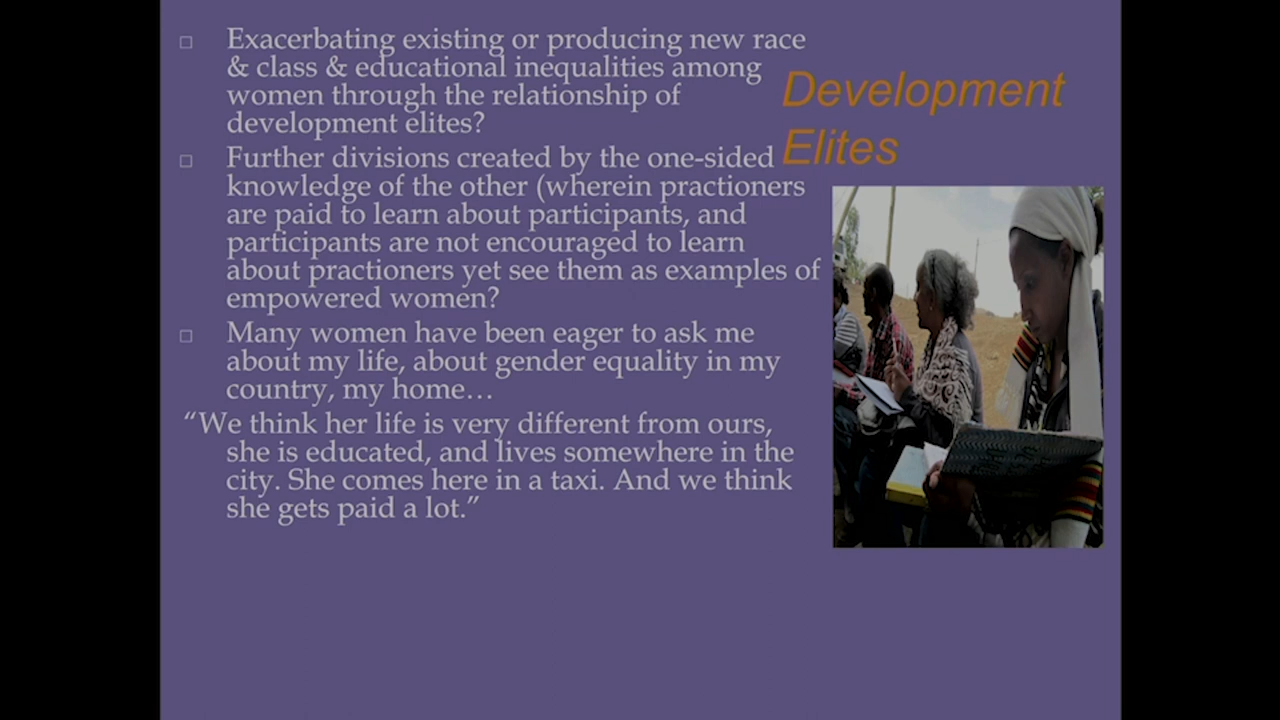 Development
Elites
□ Exacerbating existing or producing new race
& class & educational inequalities among
women through the relationship of
development elites?
□ Further divisions created by the one-sided
knowledge of the other (wherein practioners
are paid to learn about participants, and
participants are not encouraged to learn
about practioners yet see them as examples of
empowered women?
□ Many women have been eager to ask me
about my life, about gender equality in my
country, my home…
“We think her life is very different from ours,
she is educated, and lives somewhere in the
city. She comes here in a taxi. And we think
she gets paid a lot.”